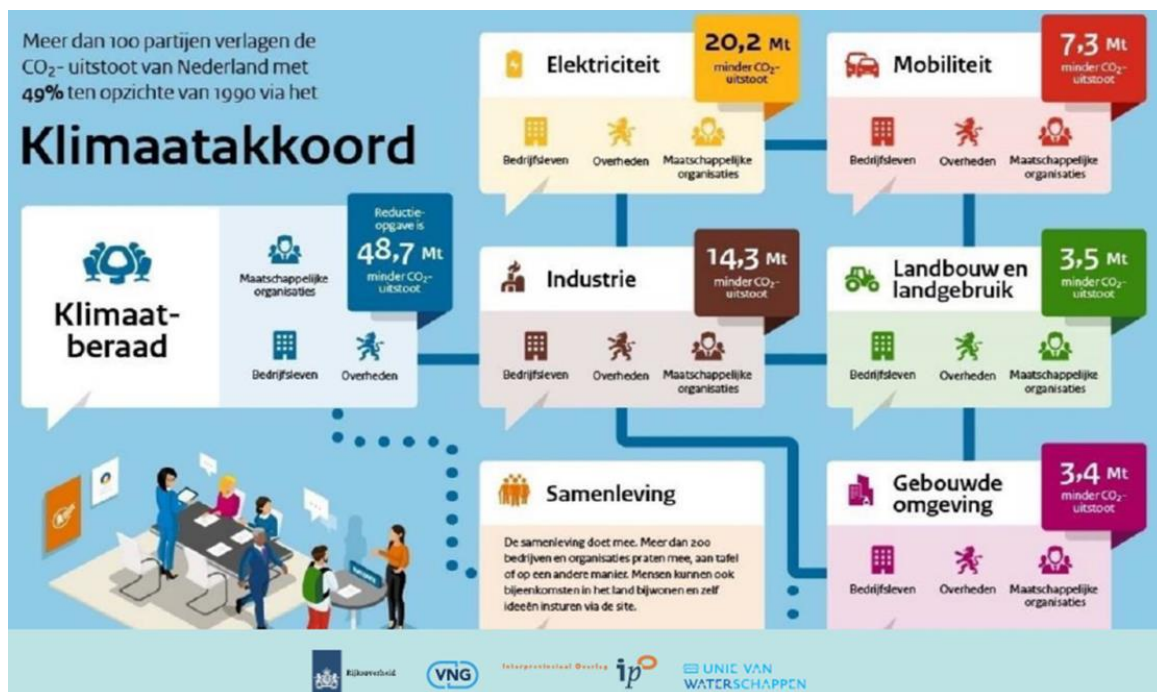 Meer dan 100 partijen verlagen de
CO₂- uitstoot van Nederland met
49% ten opzichte van 1990 via het
Klimaatakkoord
Klimaat-
beraad
Maatschappelijke
organisaties
Bedrijfsleven
Overheden
Reductie-
opgave is
48,7 Mt
minder CO₂-
uitstoot
Elektriciteit
20,2 Mt
minder CO₂-
uitstoot
Bedrijfsleven
Overheden
Maatschappelijke
organisaties
Mobiliteit
7,3 Mt
minder CO₂-
uitstoot
Bedrijfsleven
Overheden
Maatschappelijke
organisaties
Industrie
14,3 Mt
minder CO₂-
uitstoot
Bedrijfsleven
Overheden
Maatschappelijke
organisaties
Landbouw en
landgebruik
3,5 Mt
minder CO₂-
uitstoot
Bedrijfsleven
Overheden
Maatschappelijke
organisaties
Samenleving
De samenleving doet mee. Meer dan 200
bedrijven en organisaties praten mee, aan tafel
of op een andere manier. Mensen kunnen ook
bijeenkomsten in het land bijwonen en zelf
ideeën insturen via de site.
Gebouwde
omgeving
3,4 Mt
minder CO₂-
uitstoot
Bedrijfsleven
Overheden
Maatschappelijke
organisaties
Rijksoverheid
VNG
Interprovinciaal Overleg
ip
UNIE VAN
WATERSCHAPPEN